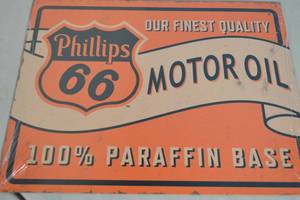 OUR FINEST QUALITY
Phillips
66
MOTOR OIL
100% PARAFFIN BASE